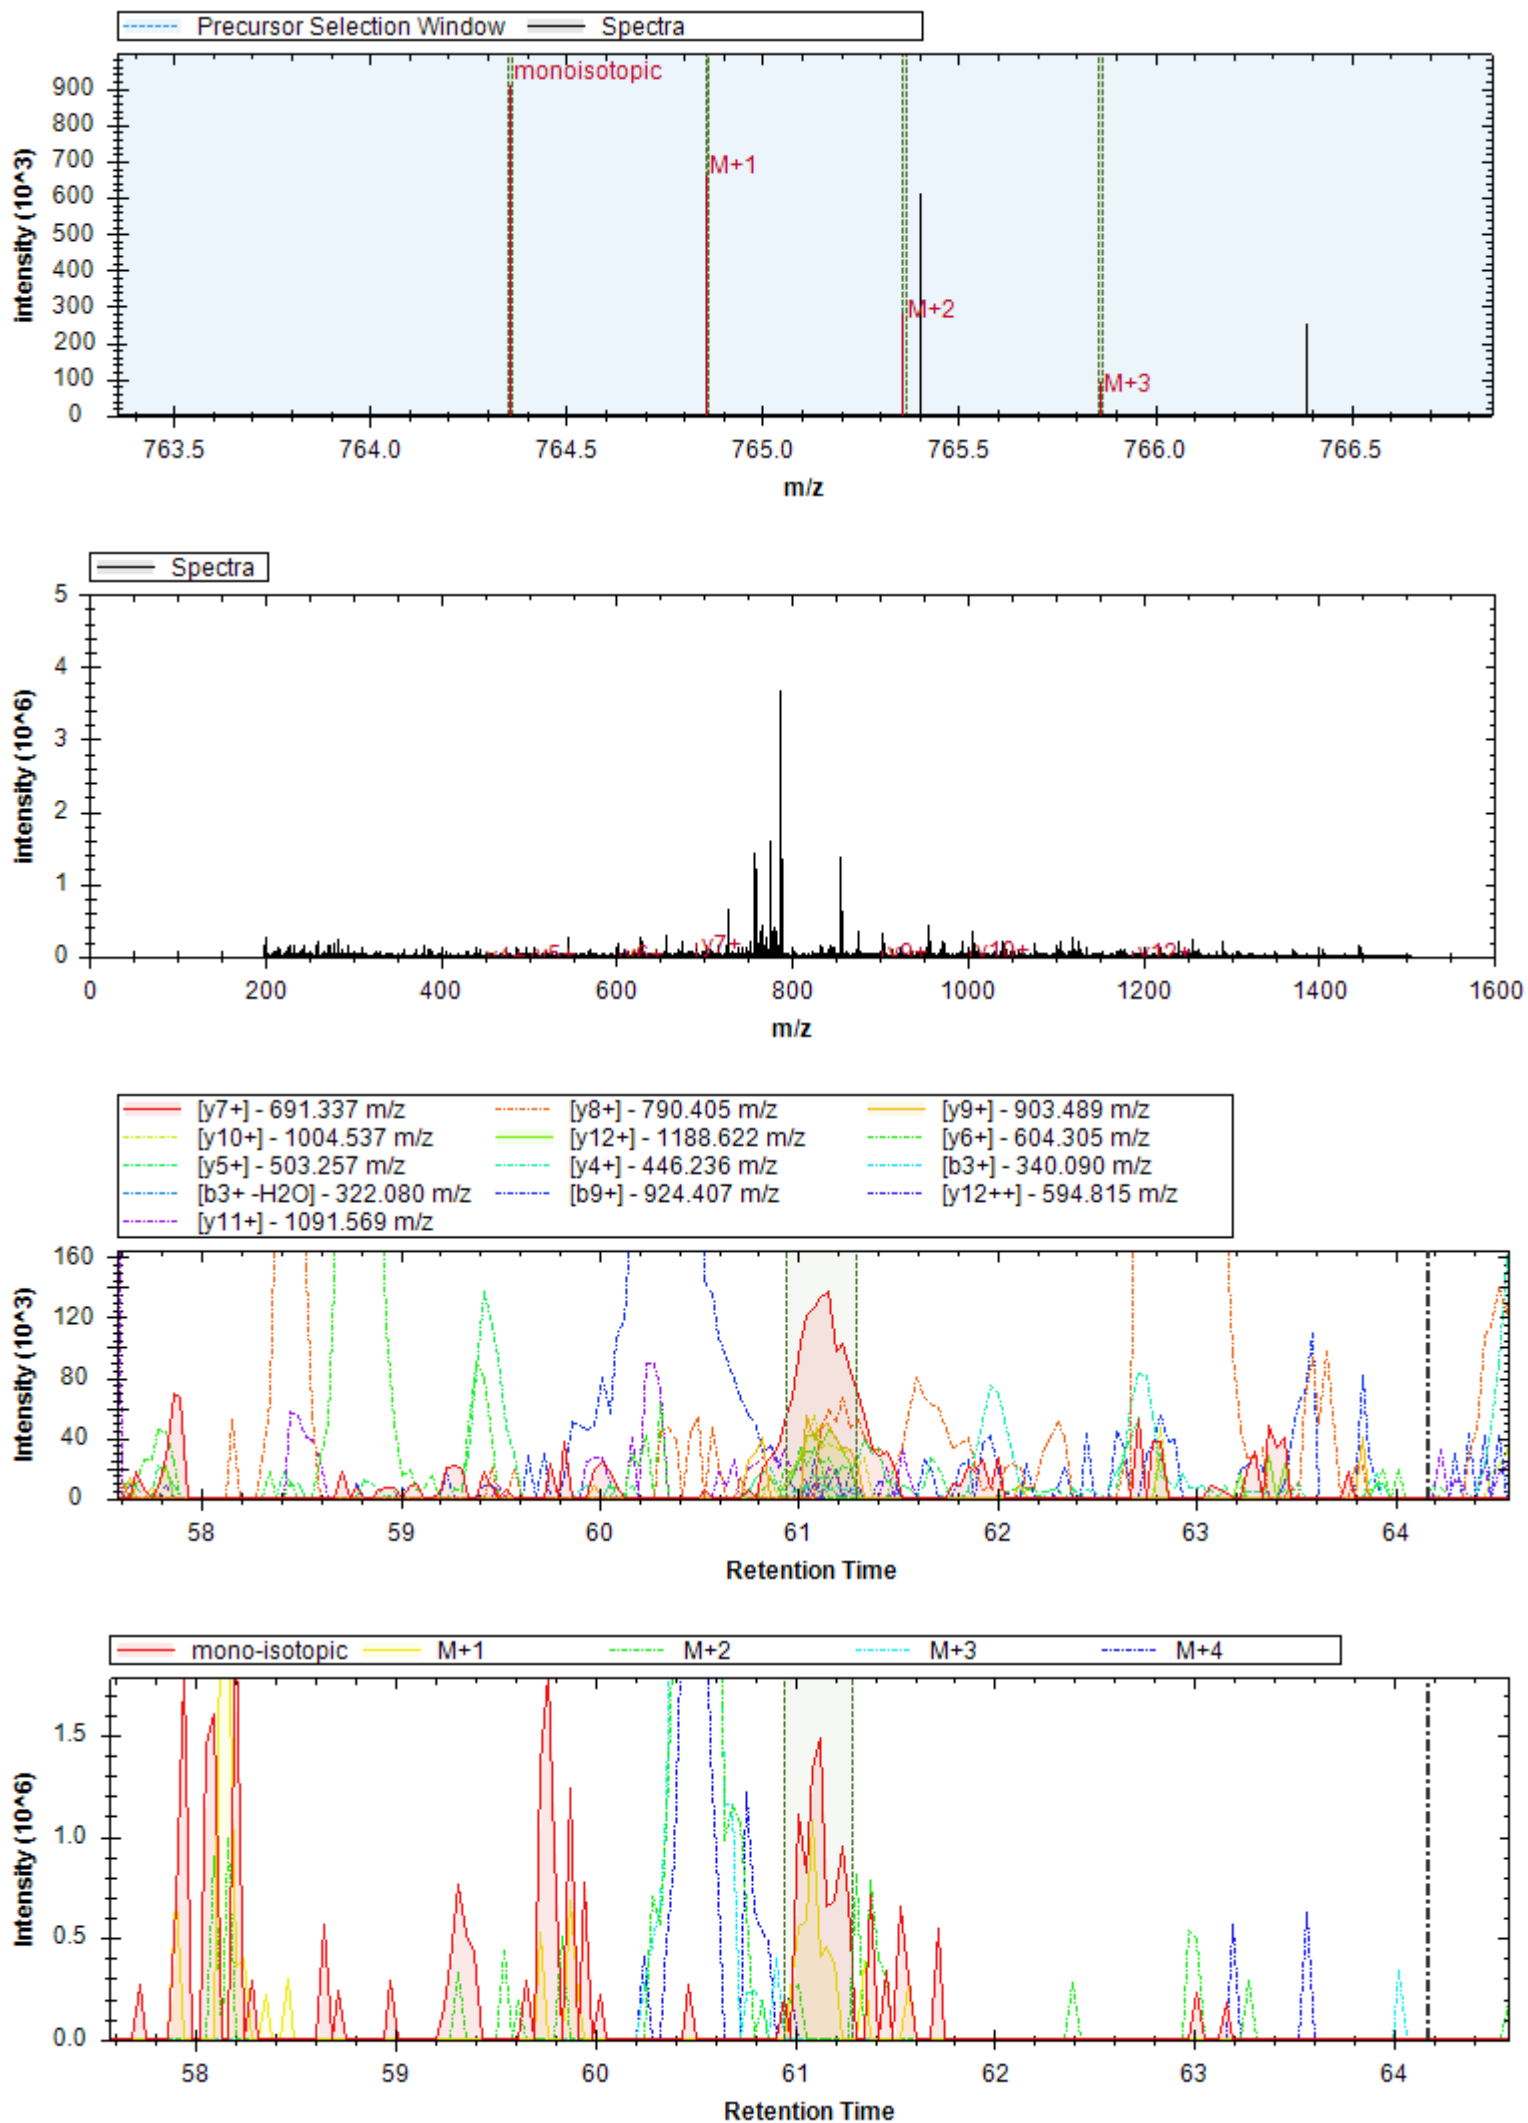 Precursor Selection Window Spectra
monoisotopic
M+1
M+2
M+3
900
800
700
600
500
400
300
200
100
0
intensity (10^3)
763.5 764.0 764.5 765.0 765.5 766.0 766.5
m/z
Spectra
5
4
3
2
1
0
intensity (10^6)
y7+
y12+
0 200 400 600 800 1000 1200 1400 1600
m/z
[y7+] - 691.337 m/z [y8+] - 790.405 m/z [y9+] - 903.489 m/z
[y10+] - 1004.537 m/z [y12+] - 1188.622 m/z [y6+] - 604.305 m/z
[y5+] - 503.257 m/z [y4+] - 446.236 m/z [b3+] - 340.090 m/z
[b3+ -H2O] - 322.080 m/z [b9+] - 924.407 m/z [y12++] - 594.815 m/z
[y11+] - 1091.569 m/z
160
120
80
40
0
Intensity (10^3)
58 59 60 61 62 63 64
Retention Time
mono-isotopic M+1 M+2 M+3 M+4
1.5
1.0
0.5
0.0
Intensity (10^6)
58 59 60 61 62 63 64
Retention Time